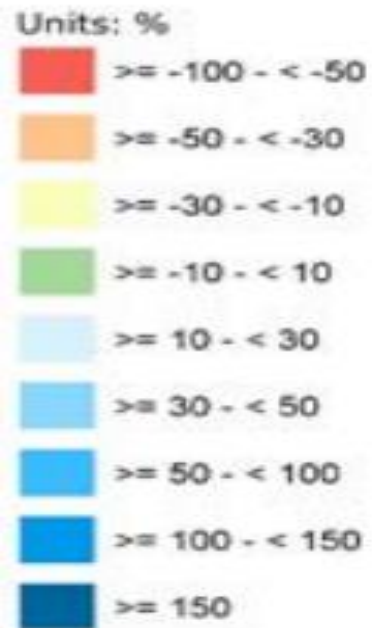 Units: %
>= -100 - < -50
>= -50 - < -30
>= -30 - < -10
>= -10 - < 10
>= 10 - < 30
>= 30 - < 50
>= 50 - < 100
>= 100 - < 150
>= 150